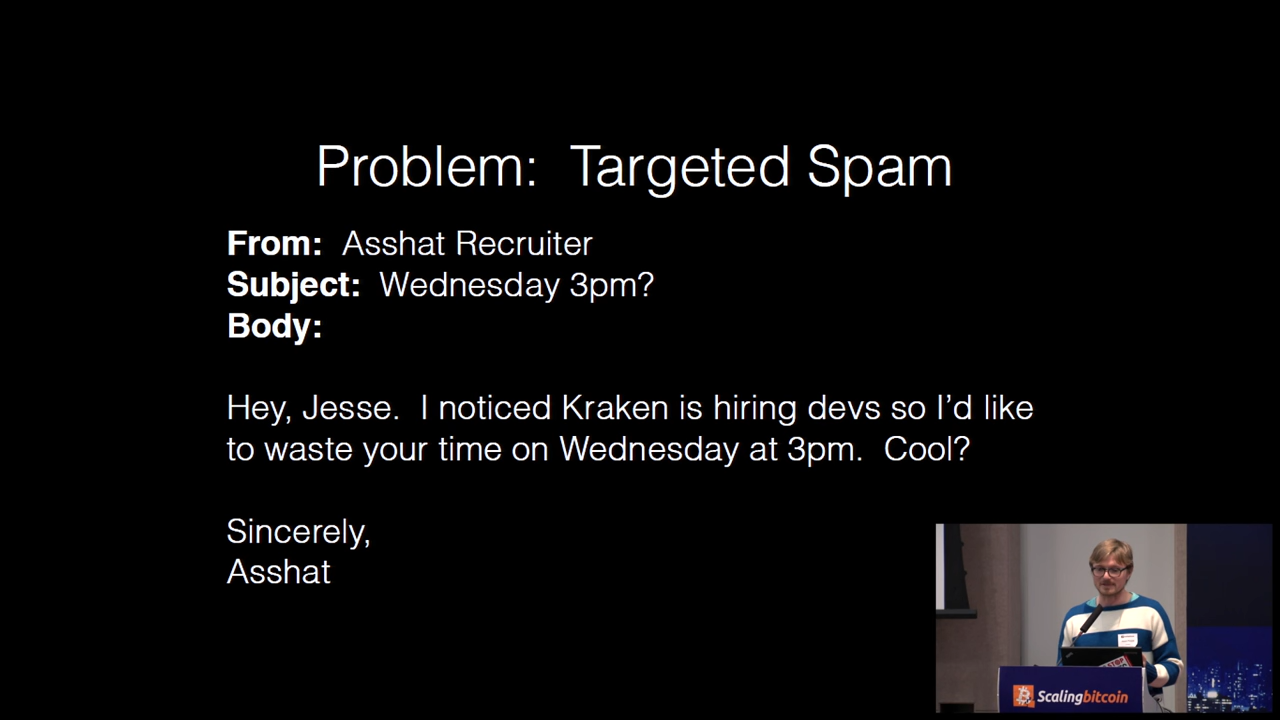 Problem: Targeted Spam
From: Asshat Recruiter
Subject: Wednesday 3pm?
Body:
Hey, Jesse. I noticed Kraken is hiring devs so I'd like
to waste your time on Wednesday at 3pm. Cool?
Sincerely,
Asshat
Scalingbitcoin